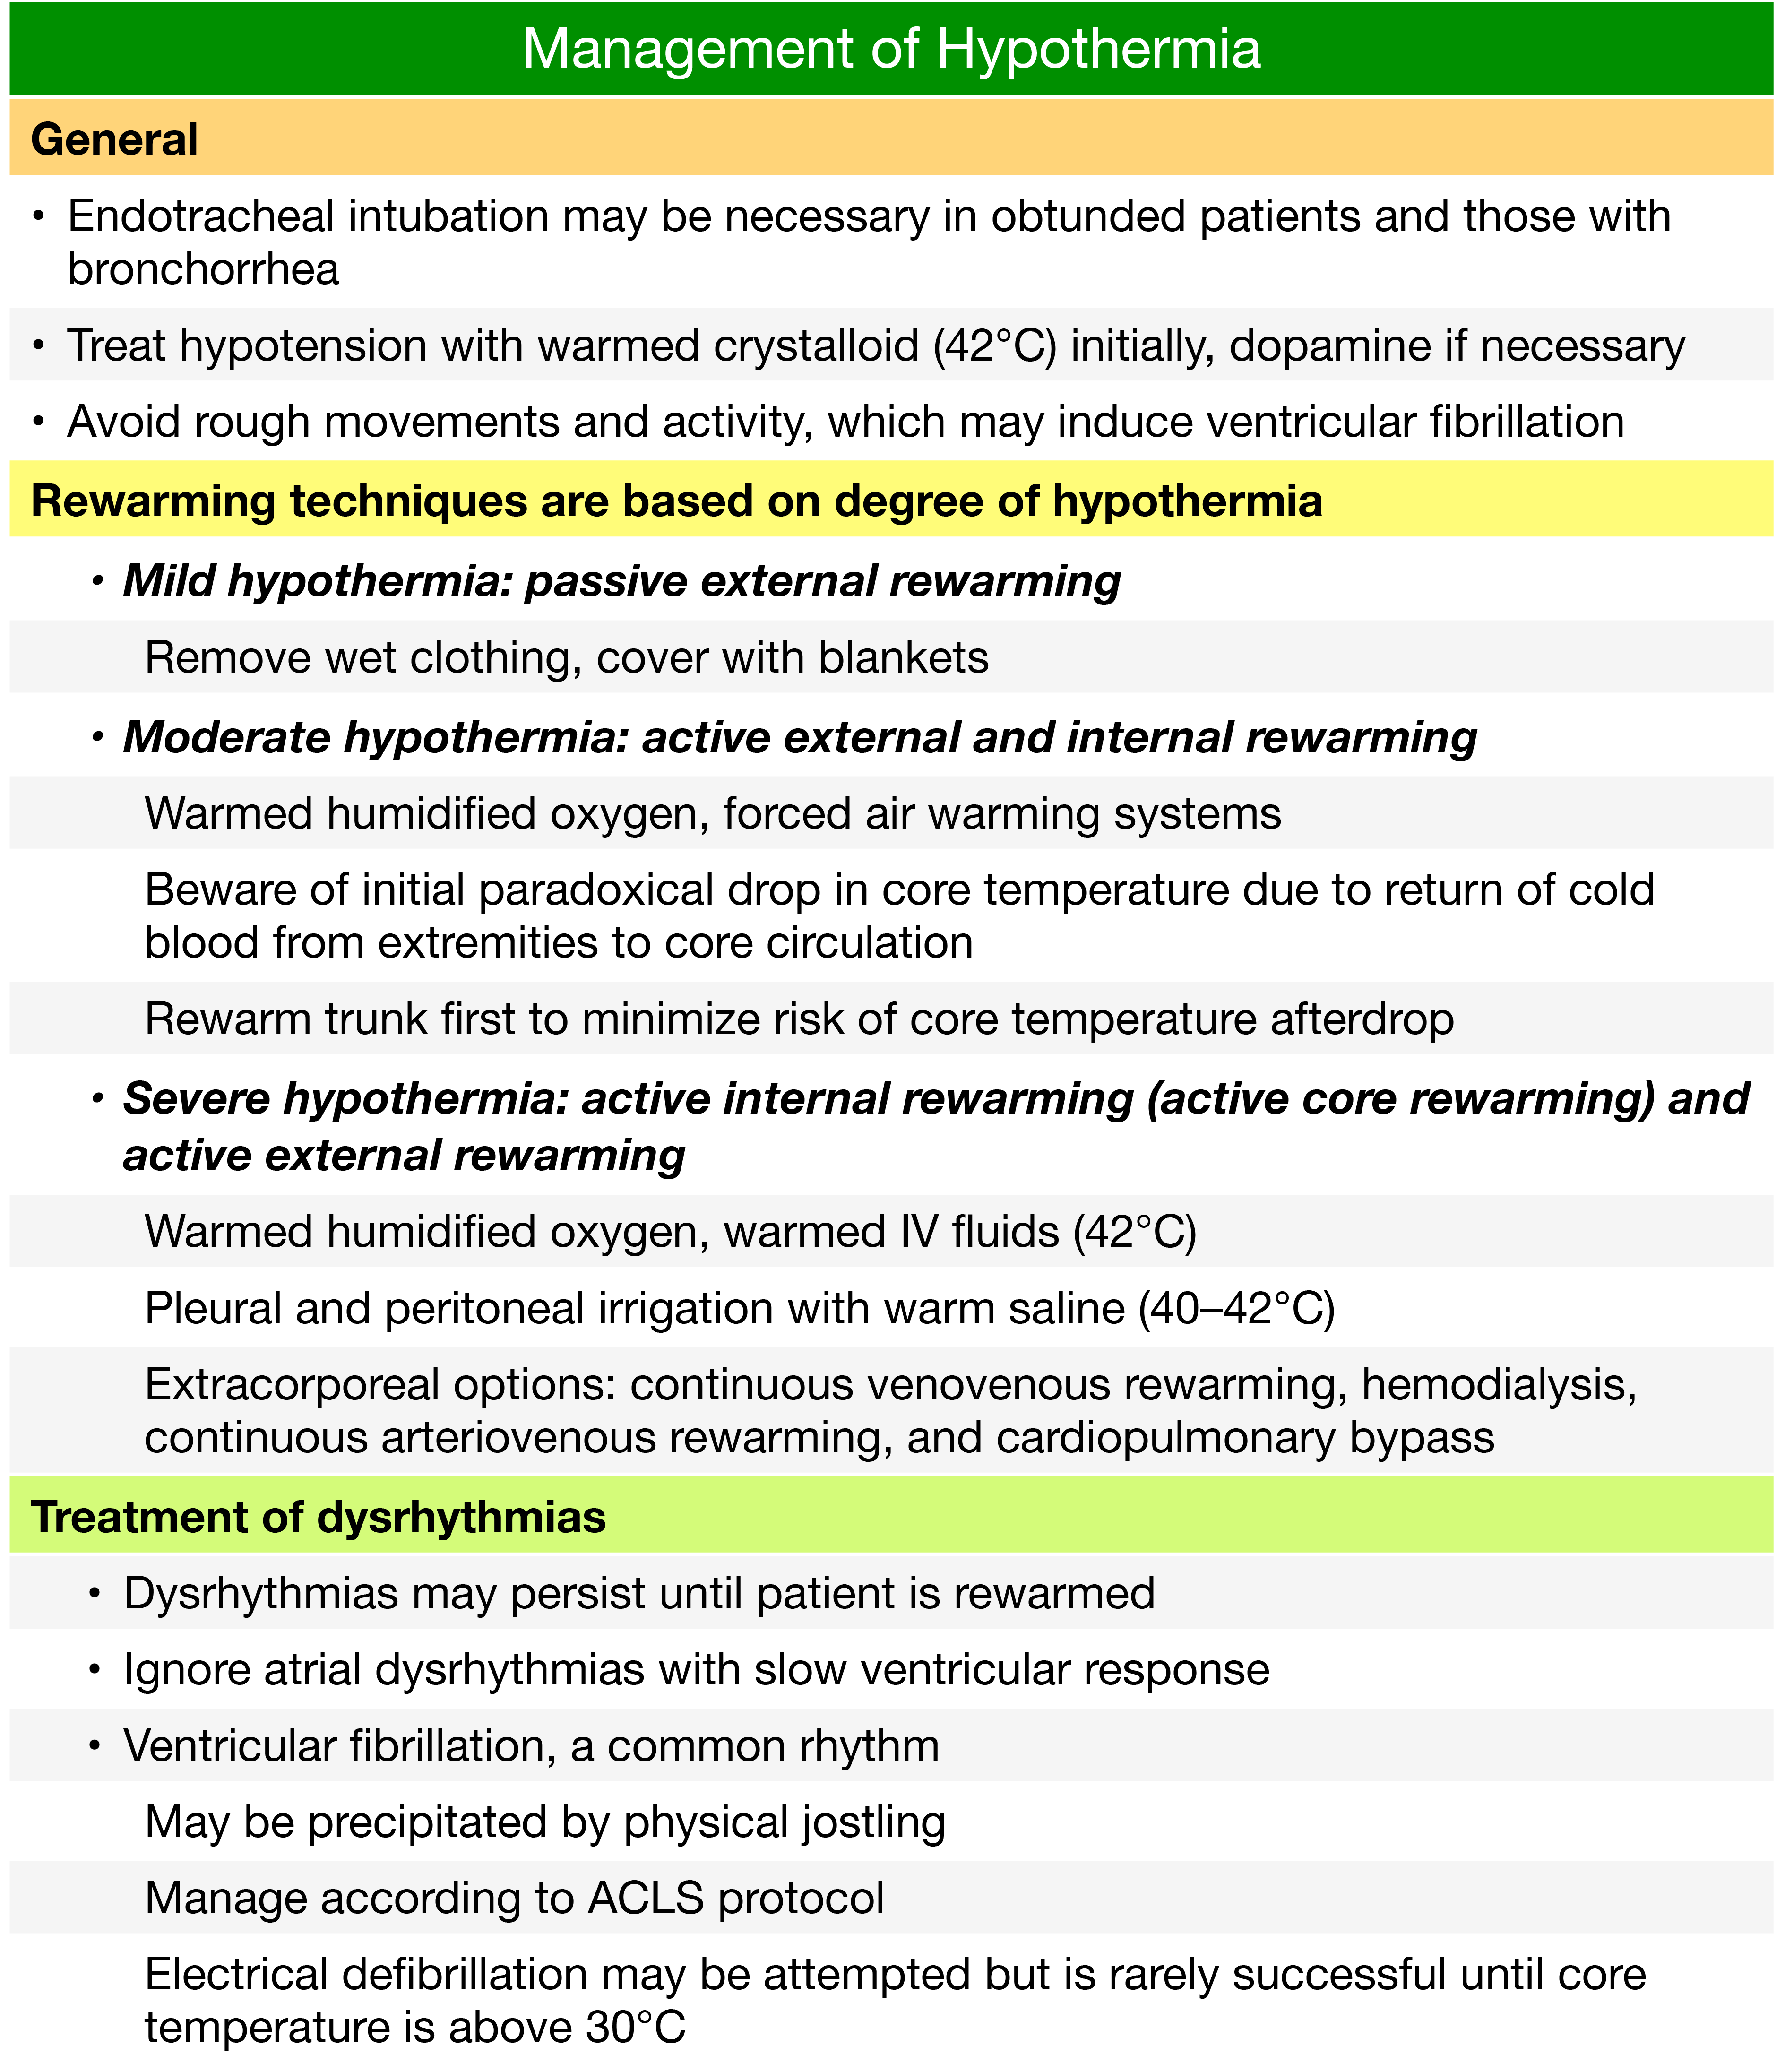 Management of Hypothermia
General
• Endotracheal intubation may be necessary in obtunded patients and those with
bronchorrhea
• Treat hypotension with warmed crystalloid (42°C) initially, dopamine if necessary
• Avoid rough movements and activity, which may induce ventricular fibrillation
Rewarming techniques are based on degree of hypothermia
• Mild hypothermia: passive external rewarming
Remove wet clothing, cover with blankets
• Moderate hypothermia: active external and internal rewarming
Warmed humidified oxygen, forced air warming systems
Beware of initial paradoxical drop in core temperature due to return of cold
blood from extremities to core circulation
Rewarm trunk first to minimize risk of core temperature afterdrop
• Severe hypothermia: active internal rewarming (active core rewarming) and
active external rewarming
Warmed humidified oxygen, warmed IV fluids (42°C)
Pleural and peritoneal irrigation with warm saline (40–42°C)
Extracorporeal options: continuous venovenous rewarming, hemodialysis,
continuous arteriovenous rewarming, and cardiopulmonary bypass
Treatment of dysrhythmias
• Dysrhythmias may persist until patient is rewarmed
• Ignore atrial dysrhythmias with slow ventricular response
• Ventricular fibrillation, a common rhythm
May be precipitated by physical jostling
Manage according to ACLS protocol
Electrical defibrillation may be attempted but is rarely successful until core
temperature is above 30°C